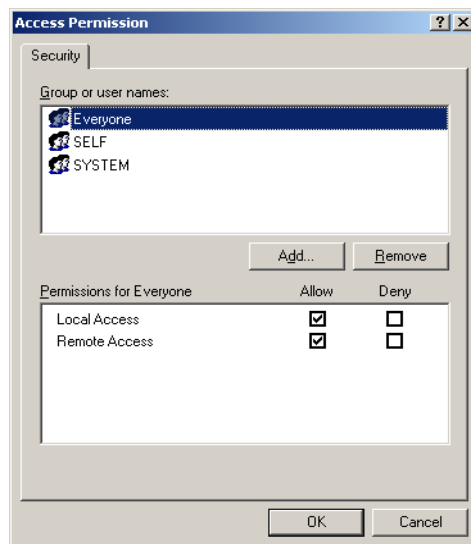 Access Permission
Security
Group or user names:
Everyone
SELF
SYSTEM
Add... Remove
Permissions for Everyone Allow Deny
Local Access
Remote Access
OK Cancel